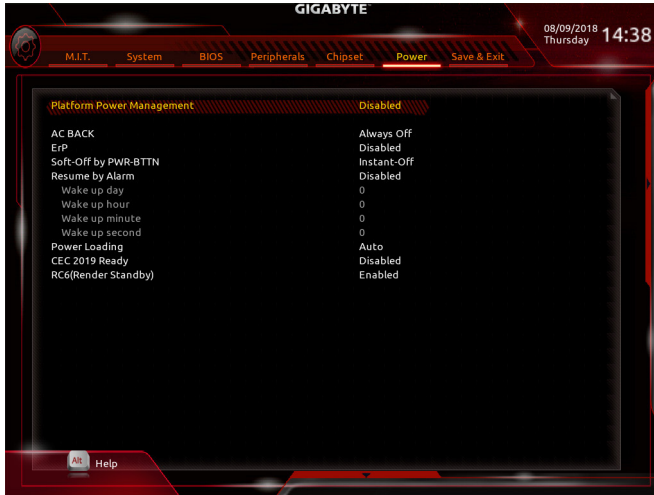 GIGABYTE
08/09/2018 14:38
Thursday
M.I.T. System BIOS Peripherals Chipset Power Save & Exit
Platform Power Management Disabled
AC BACK Always Off
ErP Disabled
Soft-Off by PWR-BTTN Instant-Off
Resume by Alarm Disabled
Wake up day 0
Wake up hour 0
Wake up minute 0
Wake up second 0
Power Loading Auto
CEC 2019 Ready Disabled
RC6(Render Standby) Enabled
Alt Help